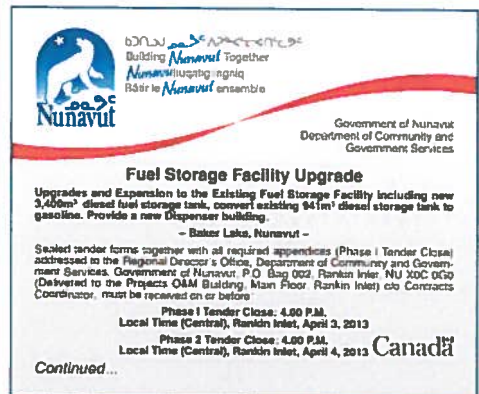 ᓄᓇᕗᑦ
Nunavut
Building Nunavut Together
Nunavuliuqatigiingniq
Bâtir le Nunavut ensemble
Government of Nunavut
Department of Community and
Government Services
Fuel Storage Facility Upgrade
Upgrades and Expansion to the Existing Fuel Storage Facility including new
3,400m³ diesel fuel storage tank, convert existing 941m³ diesel storage tank to
gasoline. Provide a new Dispenser building.
– Baker Lake, Nunavut –
Sealed tender forms together with all required appendices (Phase I Tender Close)
addressed to the Regional Director's Office, Department of Community and Govern-
ment Services, Government of Nunavut, P.O. Bag 002, Rankin Inlet, NU X0C 0G0
(Delivered to the Projects O&M Building, Main Floor, Rankin Inlet) c/o Contracts
Coordinator, must be received on or before:
Phase I Tender Close: 4.00 P.M.
Local Time (Central), Rankin Inlet, April 3, 2013
Phase 2 Tender Close: 4.00 P.M.
Local Time (Central), Rankin Inlet, April 4, 2013
Canada
Continued...